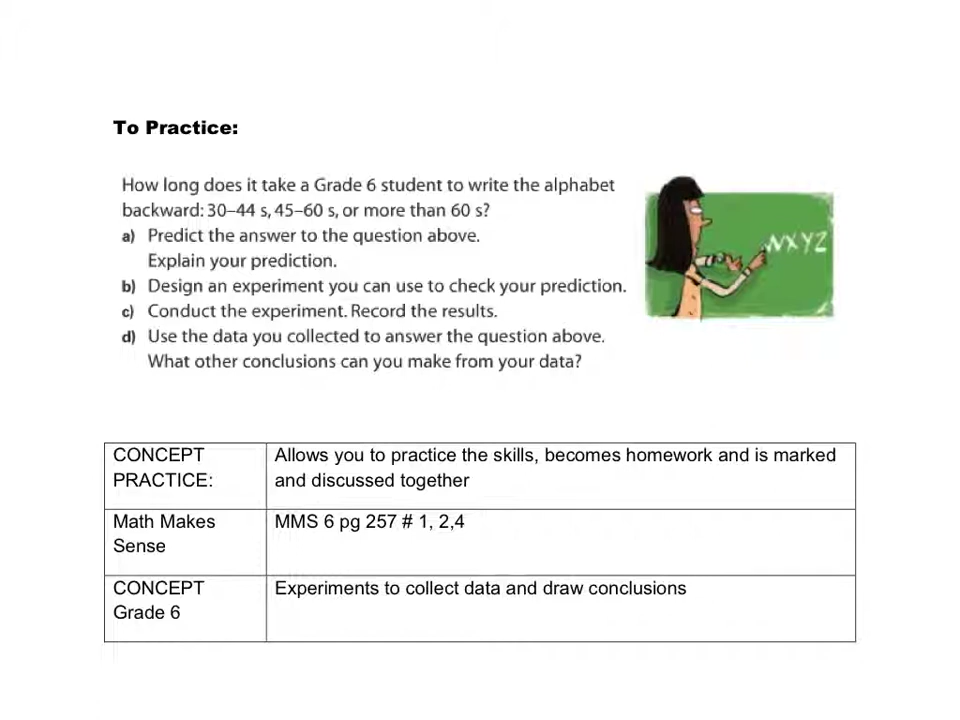 To Practice:
How long does it take a Grade 6 student to write the alphabet
backward: 30–44 s, 45–60 s, or more than 60 s?
a) Predict the answer to the question above.
Explain your prediction.
b) Design an experiment you can use to check your prediction.
c) Conduct the experiment. Record the results.
d) Use the data you collected to answer the question above.
What other conclusions can you make from your data?
WXYZ
CONCEPT
PRACTICE:
Allows you to practice the skills, becomes homework and is marked
and discussed together
Math Makes
Sense
MMS 6 pg 257 # 1, 2,4
CONCEPT
Grade 6
Experiments to collect data and draw conclusions